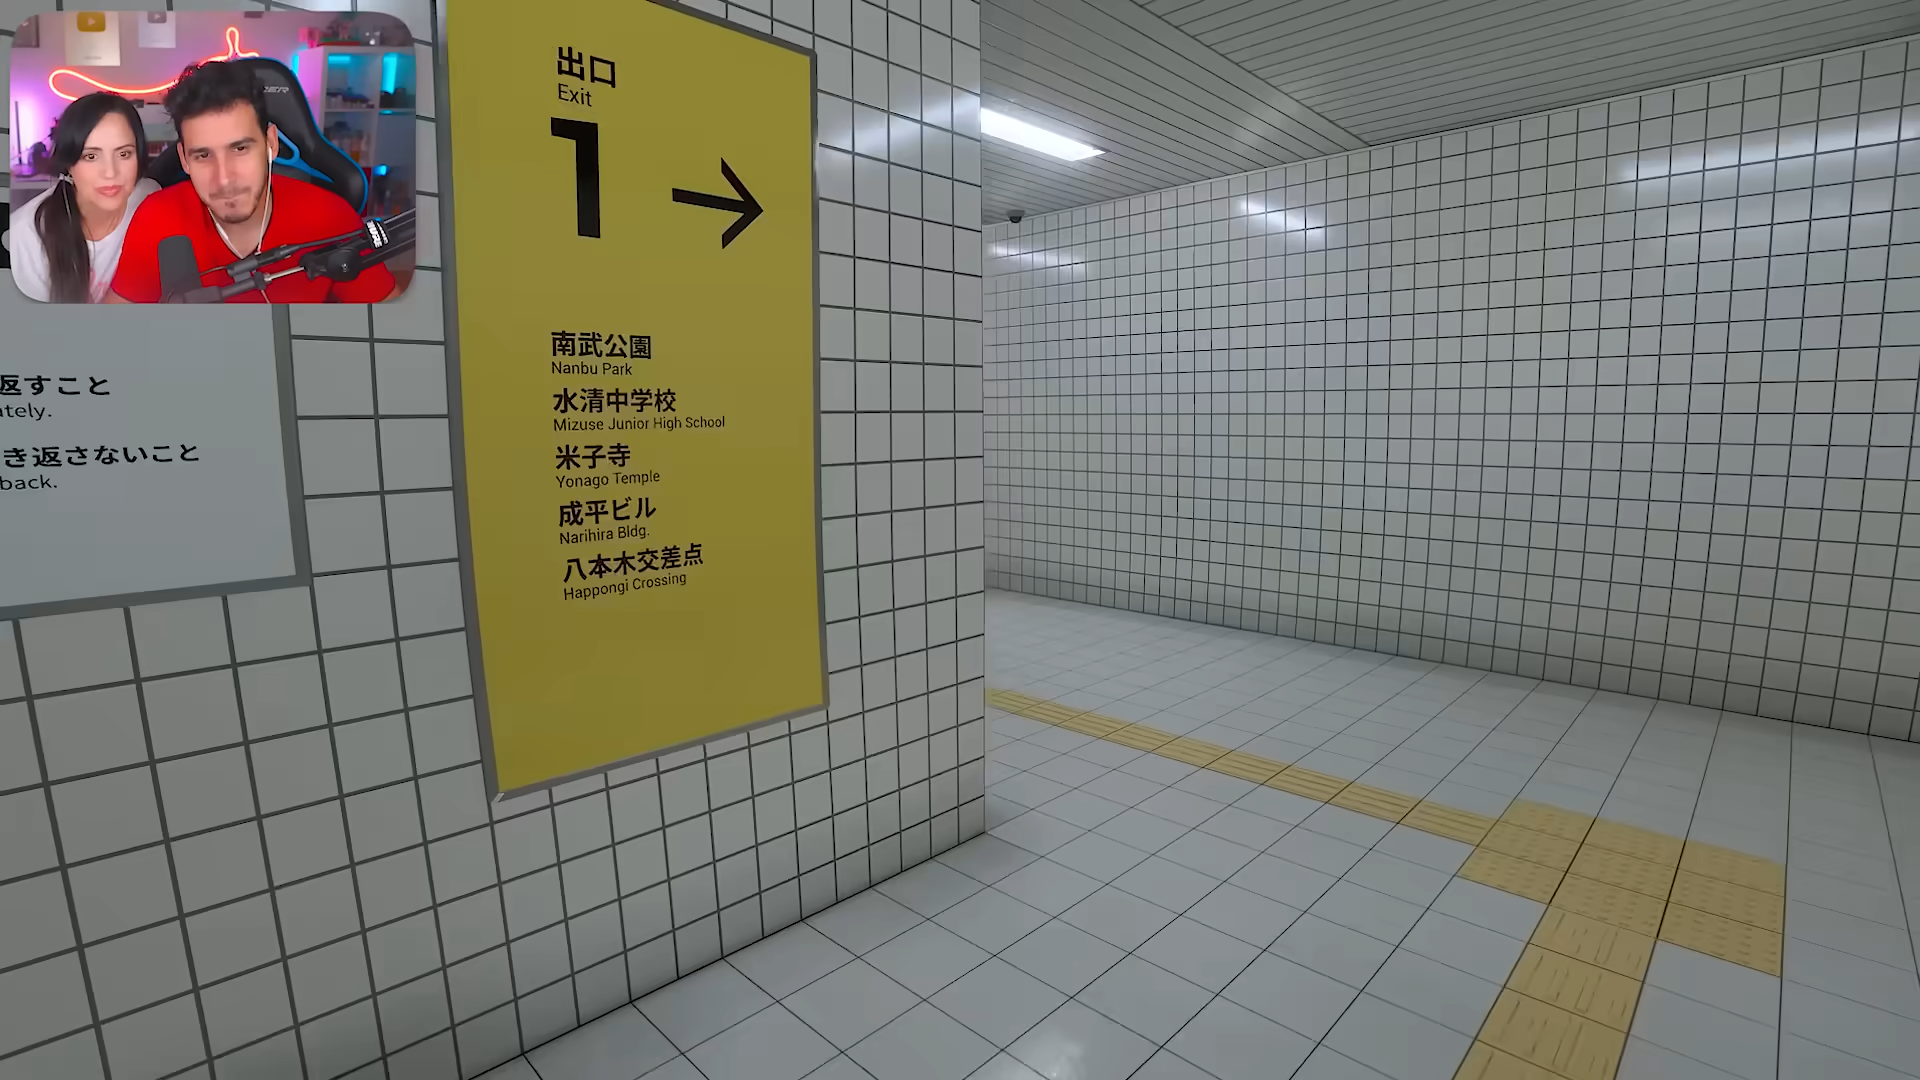 出口
Exit
1
南武公園
Nanbu Park
水清中学校
Mizuse Junior High School
米子寺
Yonago Temple
成平ビル
Narihira Bldg.
八本木交差点
Happongi Crossing
返すこと
ately.
き返さないこと
back.
SHURE